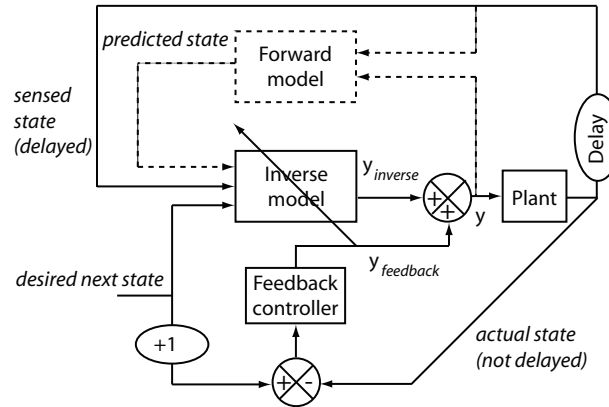 predicted state
Forward
model
sensed
state
(delayed)
Delay
y inverse
Inverse
model
+
+
y
Plant
y feedback
desired next state
Feedback
controller
+1
actual state
(not delayed)
+ -